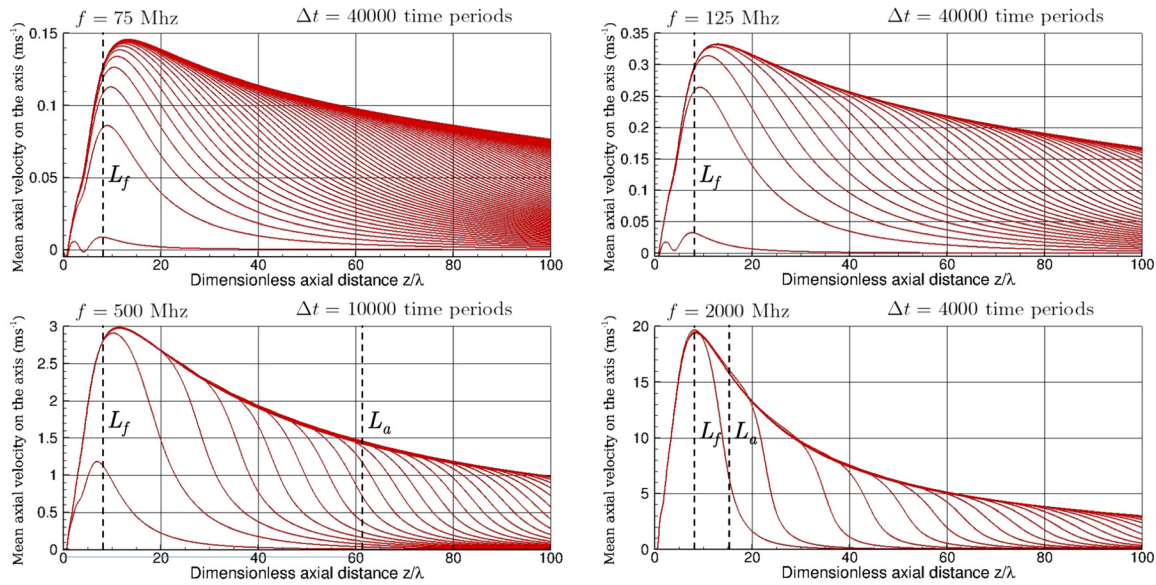 f = 75 Mhz Δt = 40000 time periods
Mean axial velocity on the axis (ms⁻¹)
0.15
0.1
0.05
0
L_f
0 20 40 60 80 100
Dimensionless axial distance z/λ
f = 125 Mhz Δt = 40000 time periods
Mean axial velocity on the axis (ms⁻¹)
0.35
0.3
0.25
0.2
0.15
0.1
0.05
0
L_f
0 20 40 60 80 100
Dimensionless axial distance z/λ
f = 500 Mhz Δt = 10000 time periods
Mean axial velocity on the axis (ms⁻¹)
3
2.5
2
1.5
1
0.5
0
L_f L_a
0 20 40 60 80 100
Dimensionless axial distance z/λ
f = 2000 Mhz Δt = 4000 time periods
Mean axial velocity on the axis (ms⁻¹)
20
15
10
5
0
L_f L_a
0 20 40 60 80 100
Dimensionless axial distance z/λ